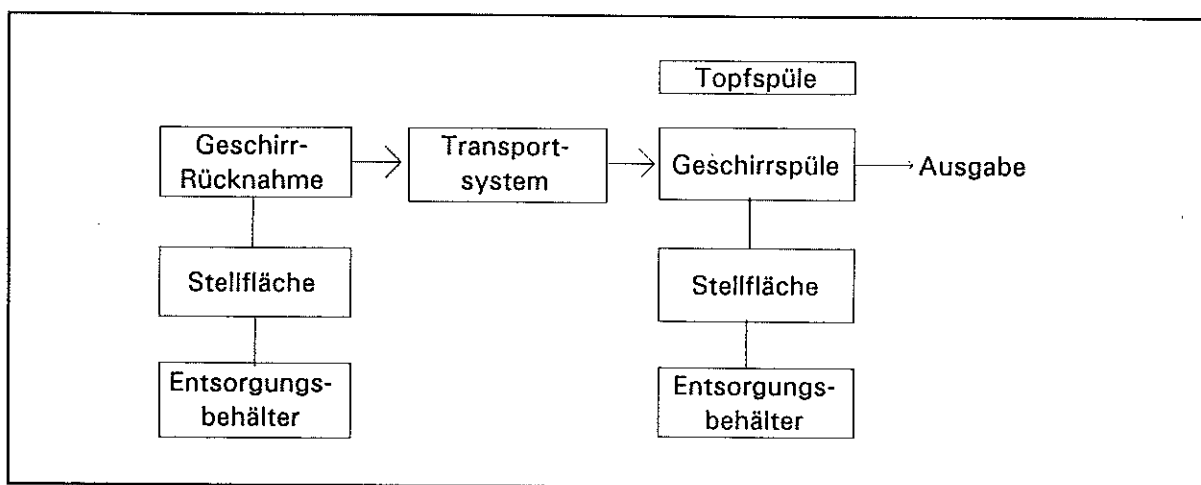 Topfspüle
Geschirr-
Rücknahme
Transport-
system
Geschirrspüle
Ausgabe
Stellfläche
Stellfläche
Entsorgungs-
behälter
Entsorgungs-
behälter